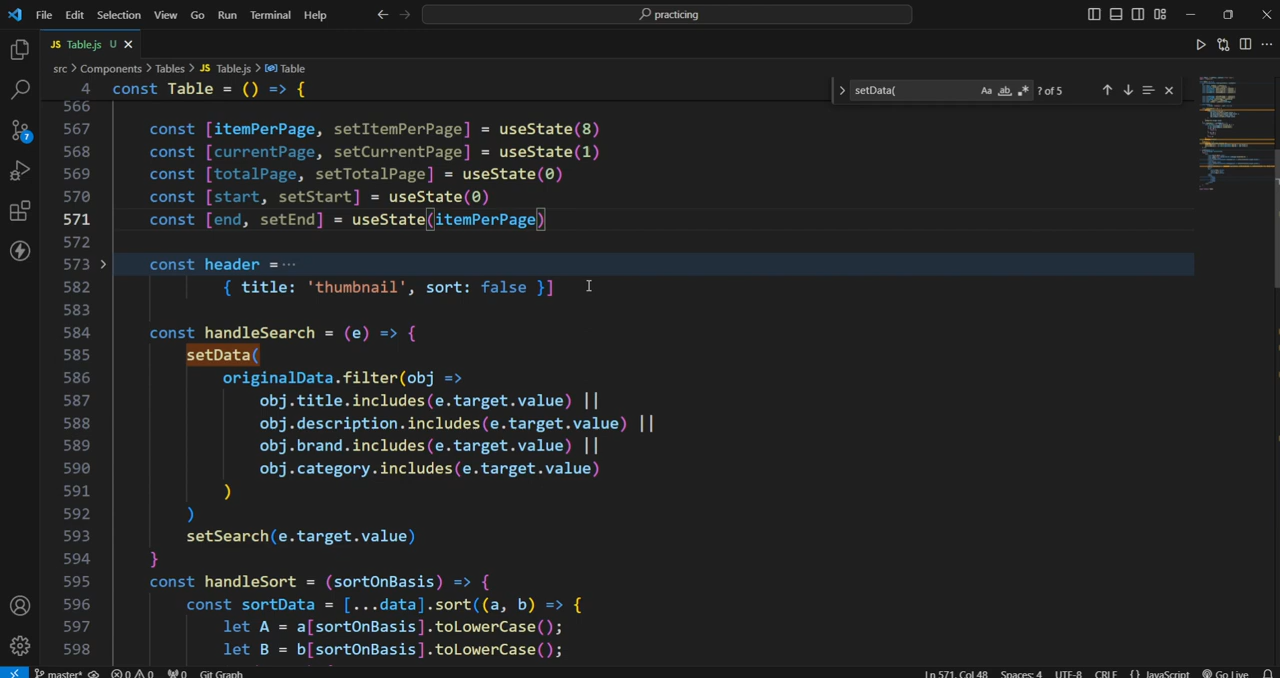 File Edit Selection View Go Run Terminal Help practicing
JS Table.js U
src > Components > Tables > JS Table.js > Table
4 const Table = () => {
setData( Aa ab .* ? of 5
566
567 const [itemPerPage, setItemPerPage] = useState(8)
568 const [currentPage, setCurrentPage] = useState(1)
569 const [totalPage, setTotalPage] = useState(0)
570 const [start, setStart] = useState(0)
571 const [end, setEnd] = useState(itemPerPage)
572
573 const header = ...
582 { title: 'thumbnail', sort: false }]
583
584 const handleSearch = (e) => {
585 setData(
586 originalData.filter(obj =>
587 obj.title.includes(e.target.value) ||
588 obj.description.includes(e.target.value) ||
589 obj.brand.includes(e.target.value) ||
590 obj.category.includes(e.target.value)
591 )
592 )
593 setSearch(e.target.value)
594 }
595 const handleSort = (sortOnBasis) => {
596 const sortData = [...data].sort((a, b) => {
597 let A = a[sortOnBasis].toLowerCase();
598 let B = b[sortOnBasis].toLowerCase();
7
master* 0 0 0 Git Graph Ln 571, Col 48 Spaces: 4 UTF-8 CRLF {} JavaScript Go Live